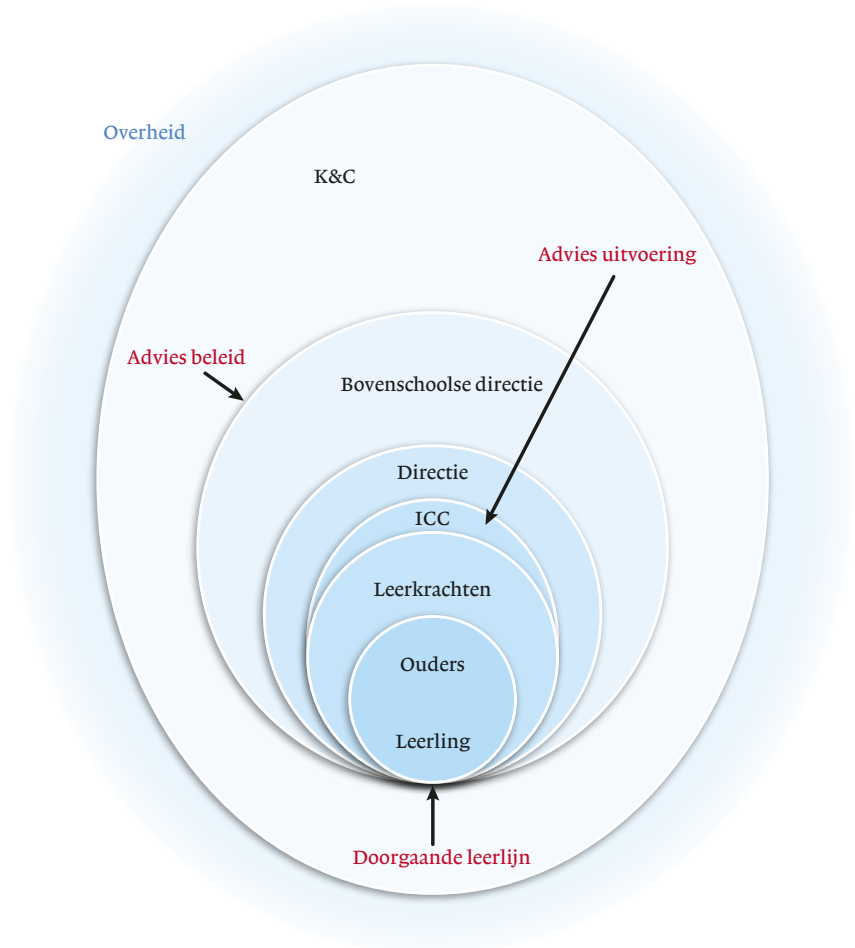 Overheid
K&C
Advies uitvoering
Advies beleid
Bovenschoolse directie
Directie
ICC
Leerkrachten
Ouders
Leerling
Doorgaande leerlijn